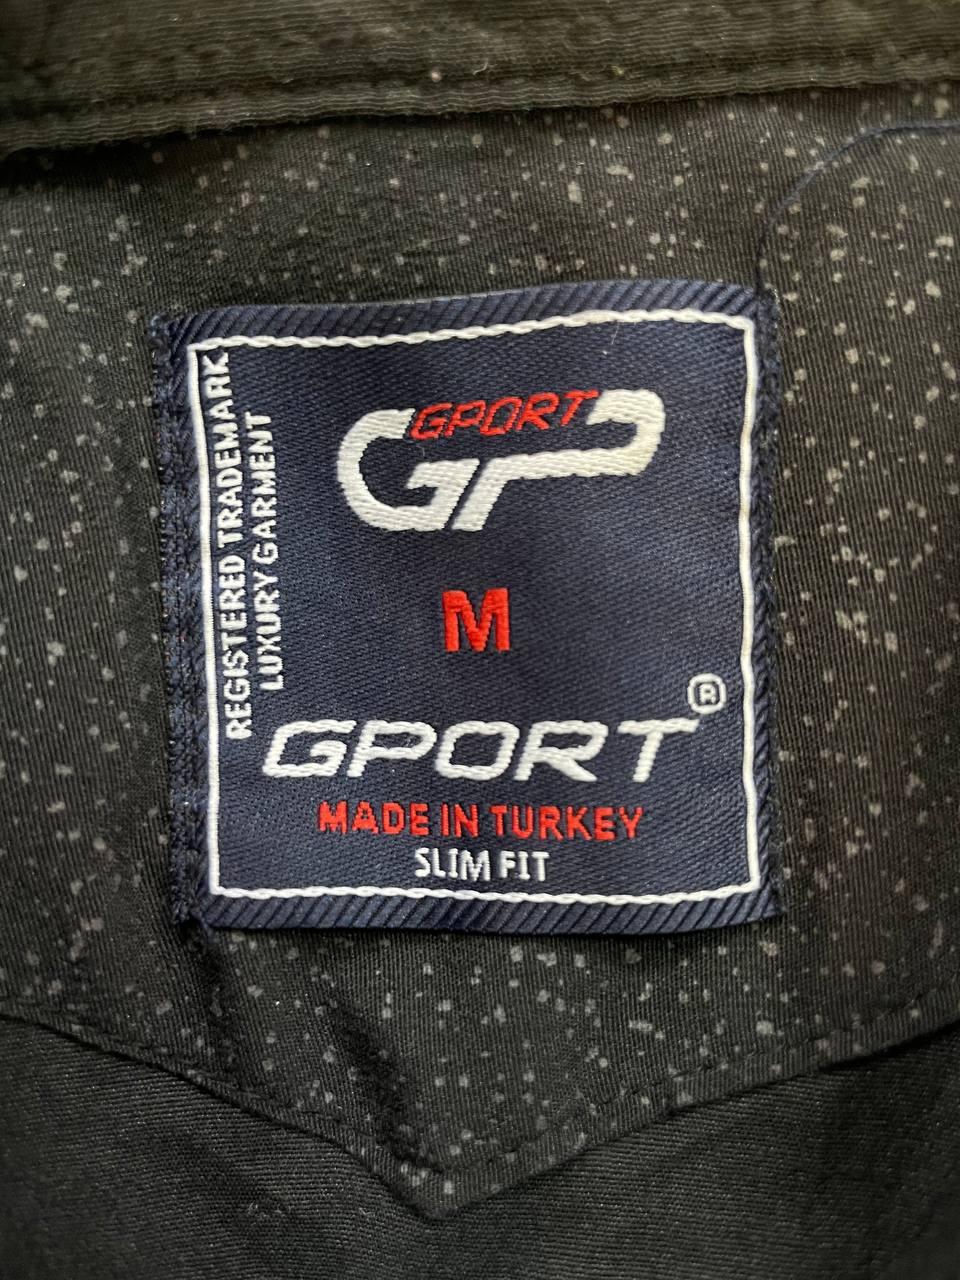 REGISTERED TRADEMARK
LUXURY GARMENT
GPORT
GP
M
GPORT®
MADE IN TURKEY
SLIM FIT